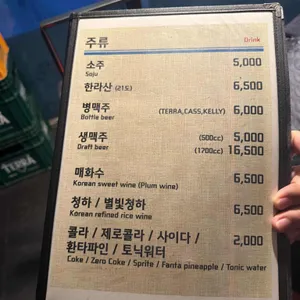 주류
Drink
소주 5,000
Soju
한라산 (21도) 6,500
병맥주 (TERRA,CASS,KELLY) 6,000
Bottle beer
생맥주 (500cc) 5,000
Draft beer (1700cc) 16,500
매화수 6,500
Korean sweet wine (Plum wine)
청하 / 별빛청하 6,500
Korean refined rice wine
콜라 / 제로콜라 / 사이다 /
환타파인 / 토닉워터 2,000
Coke / Zero Coke / Sprite / Fanta pineapple / Tonic water
TERRA